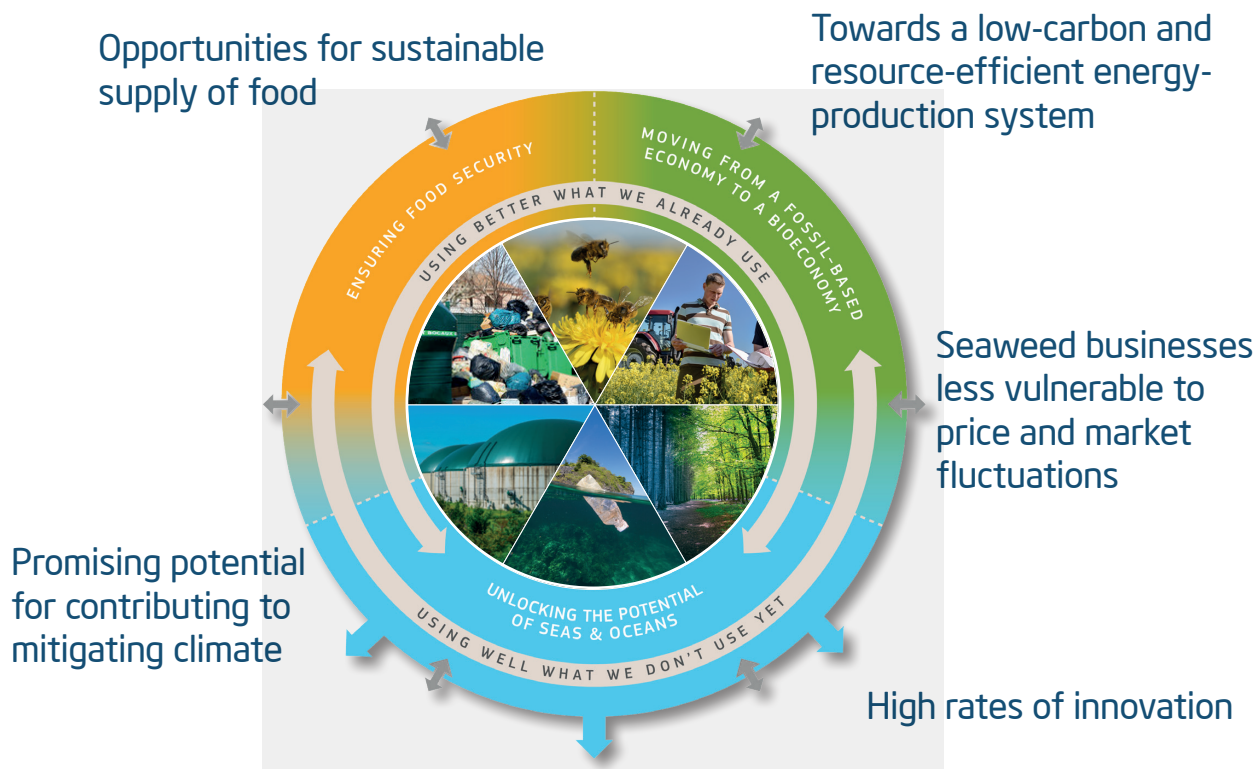 Opportunities for sustainable
supply of food
Towards a low-carbon and
resource-efficient energy-
production system
ENSURING FOOD SECURITY
MOVING FROM A FOSSIL-BASED
ECONOMY TO A BIOECONOMY
USING BETTER WHAT WE ALREADY USE
Seaweed businesses
less vulnerable to
price and market
fluctuations
Promising potential
for contributing to
mitigating climate
UNLOCKING THE POTENTIAL
OF SEAS & OCEANS
USING WELL WHAT WE DON'T USE YET
High rates of innovation